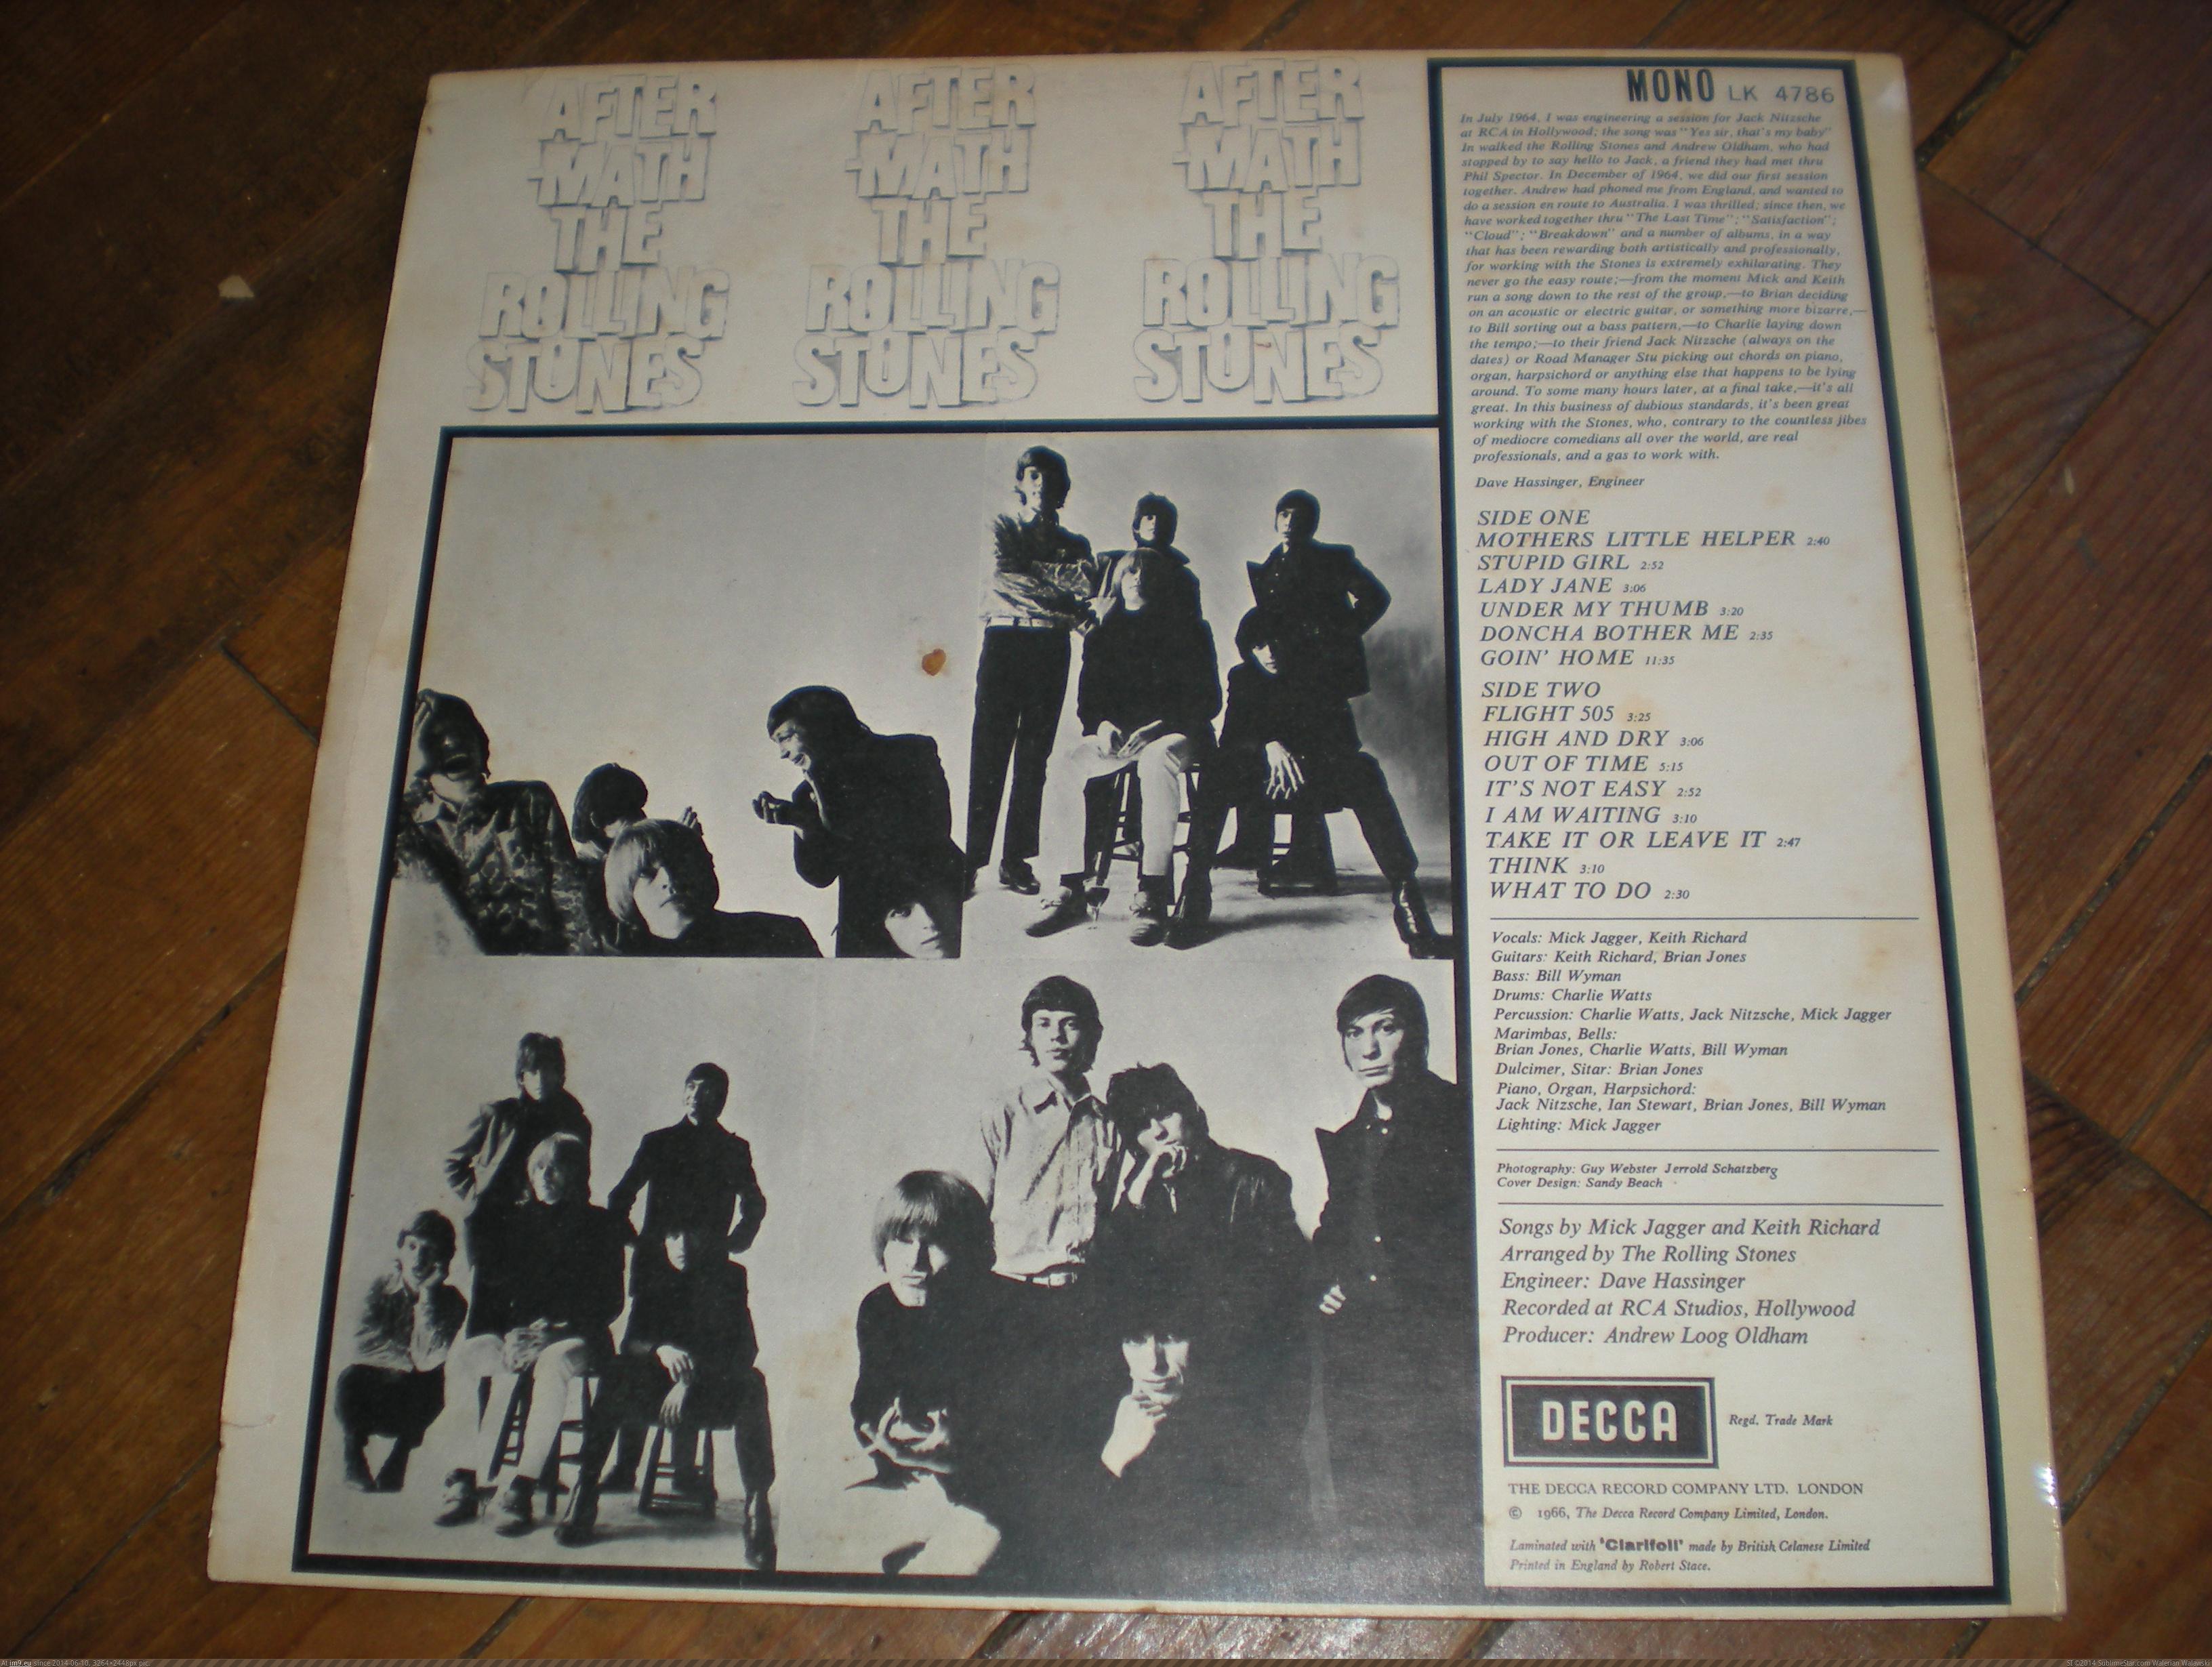 AFTER
-MATH
THE
ROLLING
STONES
AFTER
-MATH
THE
ROLLING
STONES
AFTER
-MATH
THE
ROLLING
STONES
MONO LK 4786
In July 1964, I was engineering a session for Jack Nitzsche
at RCA in Hollywood; the song was "Yes sir, that's my baby"
In walked the Rolling Stones and Andrew Oldham, who had
stopped by to say hello to Jack, a friend they had met thru
Phil Spector. In December of 1964, we did our first session
together. Andrew had phoned me from England, and wanted to
do a session en route to Australia. I was thrilled; since then, we
have worked together thru "The Last Time"; "Satisfaction";
"Cloud"; "Breakdown" and a number of albums, in a way
that has been rewarding both artistically and professionally,
for working with the Stones is extremely exhilarating. They
never go the easy route;—from the moment Mick and Keith
run a song down to the rest of the group,—to Brian deciding
on an acoustic or electric guitar, or something more bizarre,—
to Bill sorting out a bass pattern,—to Charlie laying down
the tempo;—to their friend Jack Nitzsche (always on the
dates) or Road Manager Stu picking out chords on piano,
organ, harpsichord or anything else that happens to be lying
around. To some many hours later, at a final take,—it's all
great. In this business of dubious standards, it's been great
working with the Stones, who, contrary to the countless jibes
of mediocre comedians all over the world, are real
professionals, and a gas to work with.
Dave Hassinger, Engineer
SIDE ONE
MOTHERS LITTLE HELPER 2:40
STUPID GIRL 2:52
LADY JANE 3:06
UNDER MY THUMB 3:20
DONCHA BOTHER ME 2:35
GOIN' HOME 11:35
SIDE TWO
FLIGHT 505 3:25
HIGH AND DRY 3:06
OUT OF TIME 5:15
IT'S NOT EASY 2:52
I AM WAITING 3:10
TAKE IT OR LEAVE IT 2:47
THINK 3:10
WHAT TO DO 2:30
Vocals: Mick Jagger, Keith Richard
Guitars: Keith Richard, Brian Jones
Bass: Bill Wyman
Drums: Charlie Watts
Percussion: Charlie Watts, Jack Nitzsche, Mick Jagger
Marimbas, Bells:
Brian Jones, Charlie Watts, Bill Wyman
Dulcimer, Sitar: Brian Jones
Piano, Organ, Harpsichord:
Jack Nitzsche, Ian Stewart, Brian Jones, Bill Wyman
Lighting: Mick Jagger
Photography: Guy Webster Jerrold Schatzberg
Cover Design: Sandy Beach
Songs by Mick Jagger and Keith Richard
Arranged by The Rolling Stones
Engineer: Dave Hassinger
Recorded at RCA Studios, Hollywood
Producer: Andrew Loog Oldham
DECCA Regd. Trade Mark
THE DECCA RECORD COMPANY LTD. LONDON
© 1966, The Decca Record Company Limited, London.
Laminated with 'Clarifoil' made by British Celanese Limited
Printed in England by Robert Stace.